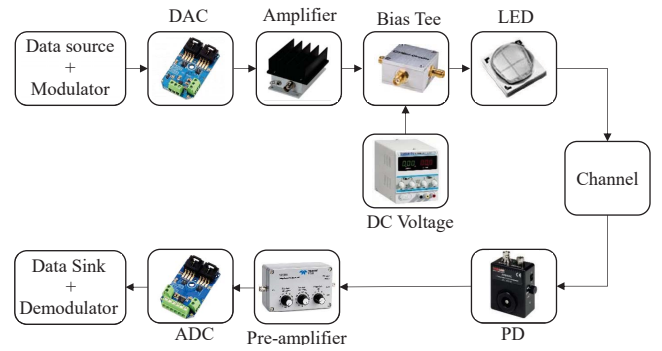 DAC
Amplifier
Bias Tee
LED
Data source
+
Modulator
DC Voltage
Channel
Data Sink
+
Demodulator
ADC
Pre-amplifier
PD